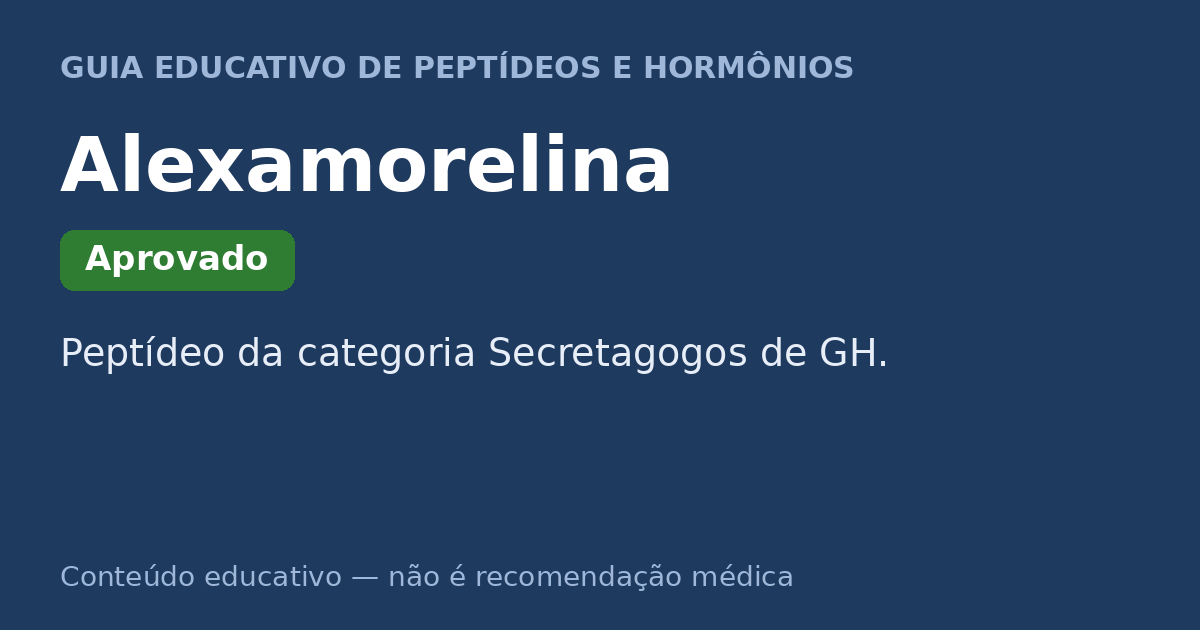 GUIA EDUCATIVO DE PEPTÍDEOS E HORMÔNIOS
Alexamorelina
Aprovado
Peptídeo da categoria Secretagogos de GH.
Conteúdo educativo — não é recomendação médica